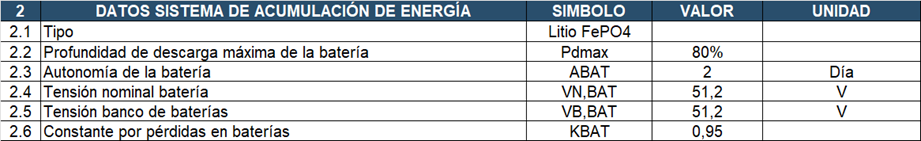 2 DATOS SISTEMA DE ACUMULACIÓN DE ENERGÍA SIMBOLO VALOR UNIDAD
2.1 Tipo Litio FePO4
2.2 Profundidad de descarga máxima de la batería Pdmax 80%
2.3 Autonomía de la batería ABAT 2 Día
2.4 Tensión nominal batería VN,BAT 51,2 V
2.5 Tensión banco de baterías VB,BAT 51,2 V
2.6 Constante por pérdidas en baterías KBAT 0,95